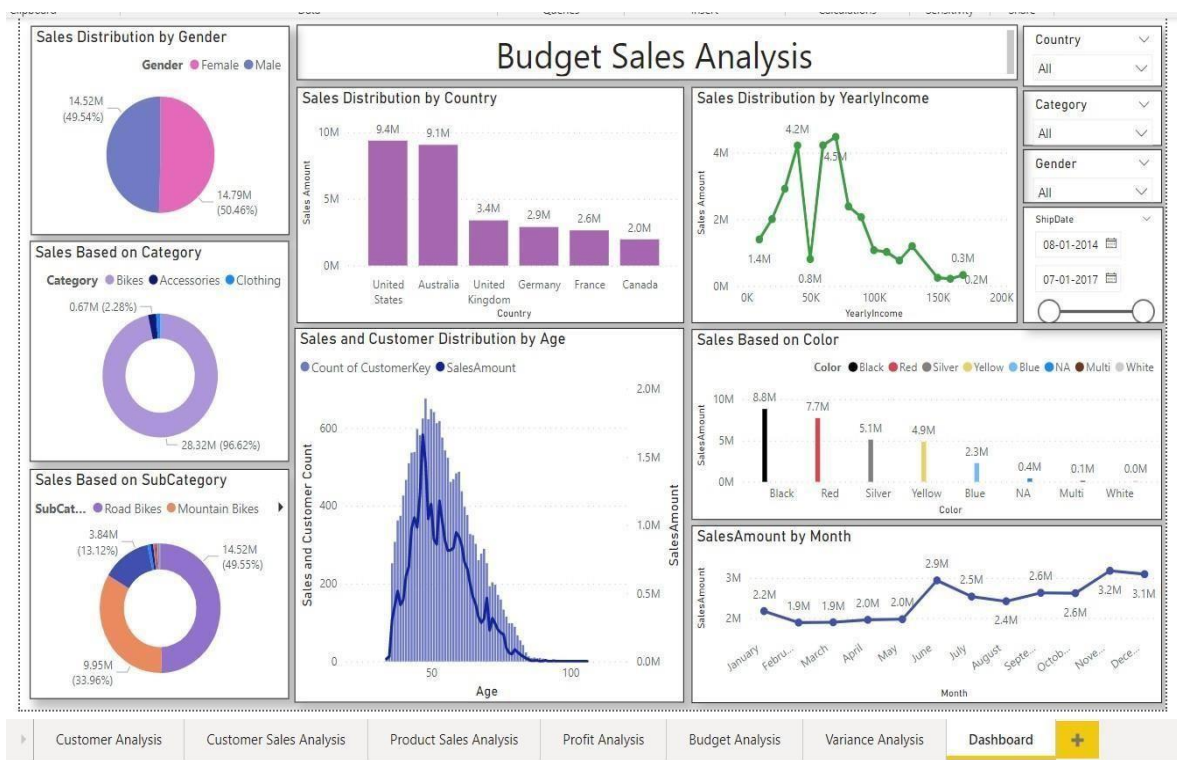 Clipboard Data Queries Insert Calculations Sensitivity Share
Sales Distribution by Gender
Gender Female Male
14.52M
(49.54%)
14.79M
(50.46%)
Budget Sales Analysis
Country
All
Category
All
Gender
All
ShipDate
08-01-2014
07-01-2017
Sales Distribution by Country
Sales Amount
10M
5M
0M
9.4M
9.1M
3.4M
2.9M
2.6M
2.0M
United States
Australia
United Kingdom
Germany
France
Canada
Country
Sales Distribution by YearlyIncome
Sales Amount
4M
2M
0M
1.4M
4.2M
0.8M
4.5M
0.3M
0.2M
0K 50K 100K 150K 200K
YearlyIncome
Sales Based on Category
Category Bikes Accessories Clothing
0.67M (2.28%)
28.32M (96.62%)
Sales and Customer Distribution by Age
Count of CustomerKey SalesAmount
Sales and Customer Count
600
400
200
0
2.0M
1.5M
1.0M
0.5M
0.0M
SalesAmount
50 100
Age
Sales Based on Color
Color Black Red Silver Yellow Blue NA Multi White
SalesAmount
10M
5M
0M
8.8M
7.7M
5.1M
4.9M
2.3M
0.4M
0.1M
0.0M
Black Red Silver Yellow Blue NA Multi White
Color
Sales Based on SubCategory
SubCat... Road Bikes Mountain Bikes
3.84M
(13.12%)
14.52M
(49.55%)
9.95M
(33.96%)
SalesAmount by Month
SalesAmount
3M
2M
2.2M
1.9M
1.9M
2.0M
2.0M
2.9M
2.5M
2.4M
2.6M
2.6M
3.2M
3.1M
January Febru... March April May June July August Septe... Octob... Nove... Dece...
Month
Customer Analysis Customer Sales Analysis Product Sales Analysis Profit Analysis Budget Analysis Variance Analysis Dashboard +